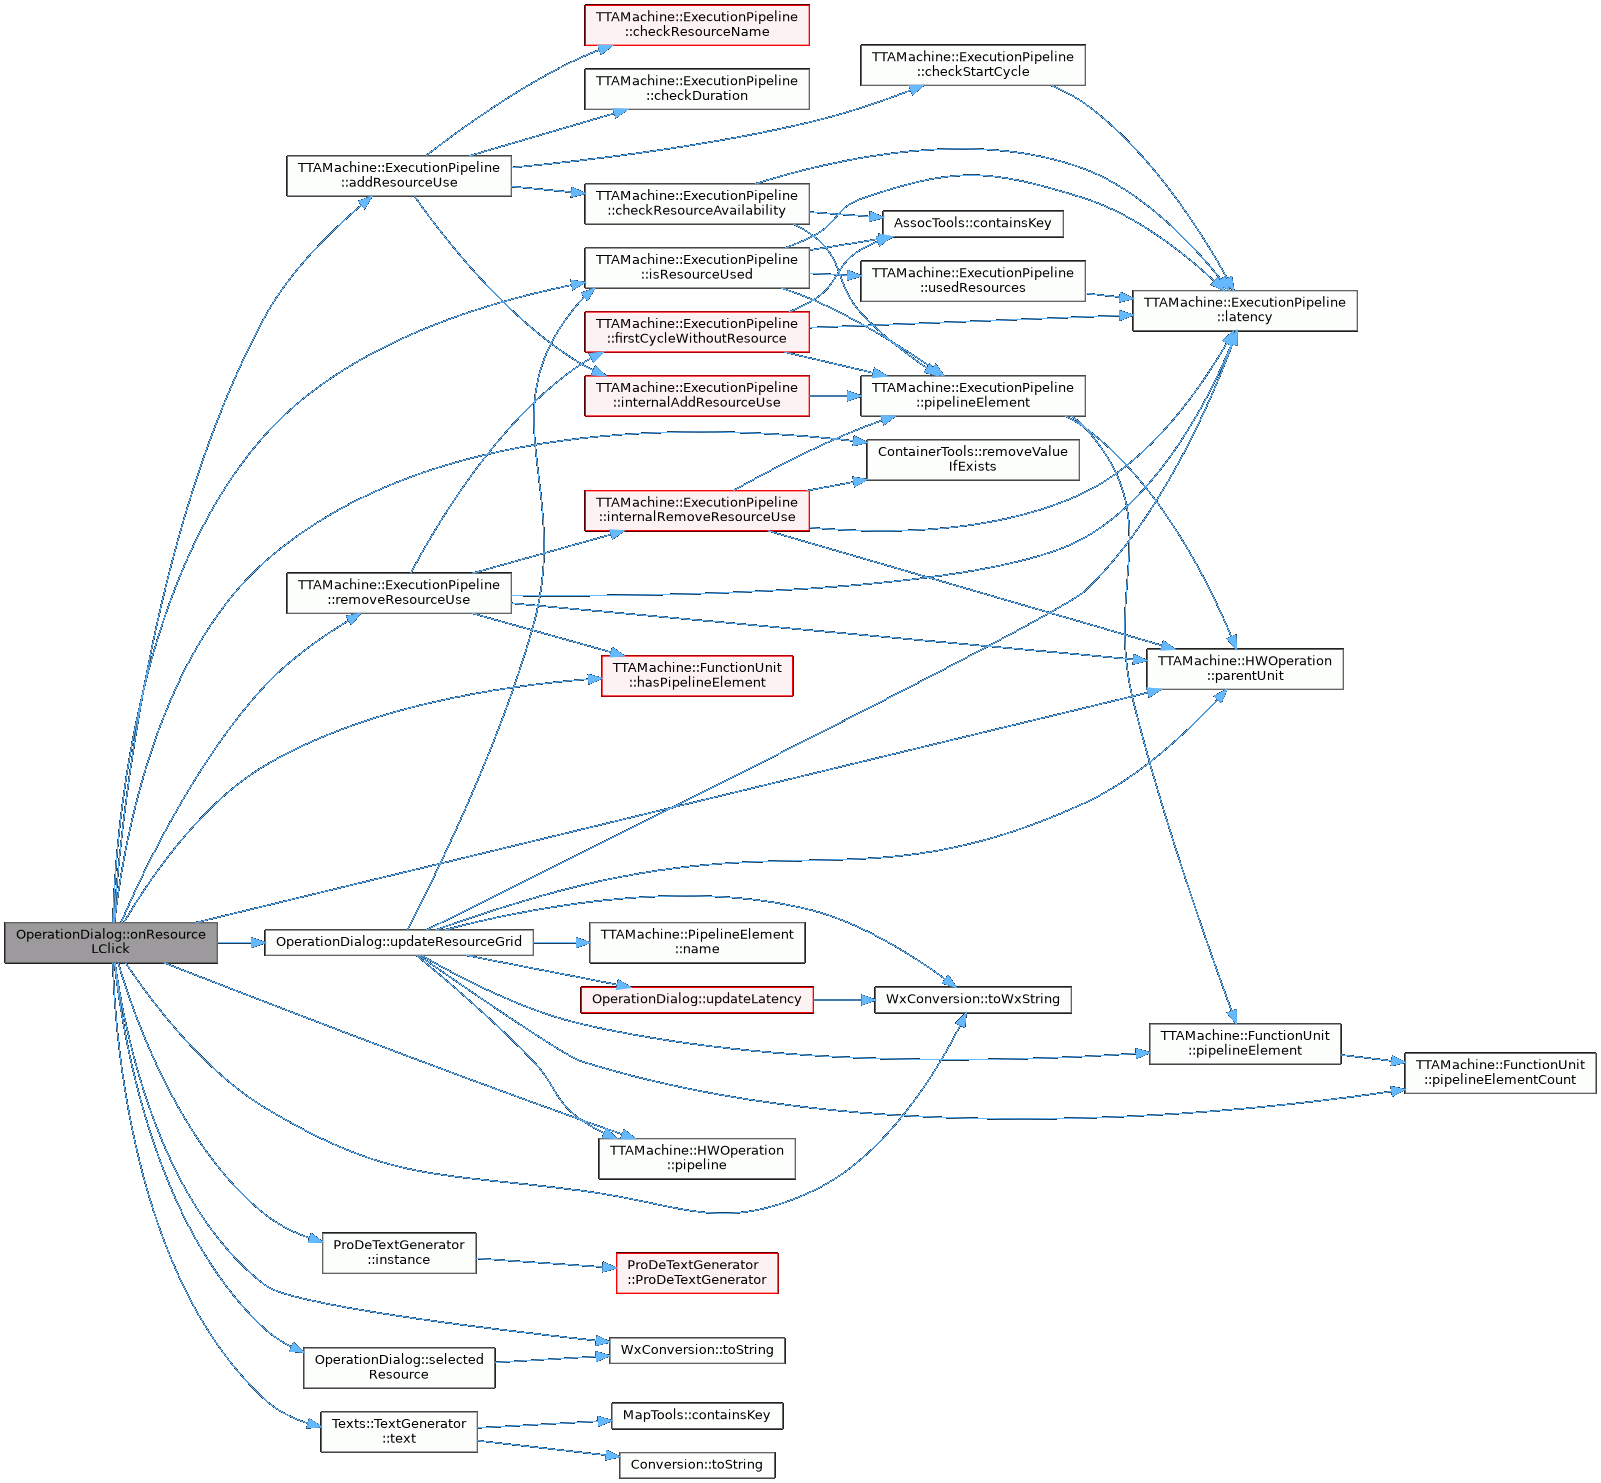 TTAMachine::ExecutionPipeline
::checkResourceName
TTAMachine::ExecutionPipeline
::checkStartCycle
TTAMachine::ExecutionPipeline
::checkDuration
TTAMachine::ExecutionPipeline
::addResourceUse
TTAMachine::ExecutionPipeline
::checkResourceAvailability
AssocTools::containsKey
TTAMachine::ExecutionPipeline
::isResourceUsed
TTAMachine::ExecutionPipeline
::usedResources
TTAMachine::ExecutionPipeline
::latency
TTAMachine::ExecutionPipeline
::firstCycleWithoutResource
TTAMachine::ExecutionPipeline
::internalAddResourceUse
TTAMachine::ExecutionPipeline
::pipelineElement
ContainerTools::removeValue
IfExists
TTAMachine::ExecutionPipeline
::internalRemoveResourceUse
TTAMachine::ExecutionPipeline
::removeResourceUse
TTAMachine::FunctionUnit
::hasPipelineElement
TTAMachine::HWOperation
::parentUnit
OperationDialog::onResource
LClick
OperationDialog::updateResourceGrid
TTAMachine::PipelineElement
::name
OperationDialog::updateLatency
WxConversion::toWxString
TTAMachine::FunctionUnit
::pipelineElement
TTAMachine::FunctionUnit
::pipelineElementCount
TTAMachine::HWOperation
::pipeline
ProDeTextGenerator
::instance
ProDeTextGenerator
::ProDeTextGenerator
WxConversion::toString
OperationDialog::selected
Resource
Texts::TextGenerator
::text
MapTools::containsKey
Conversion::toString